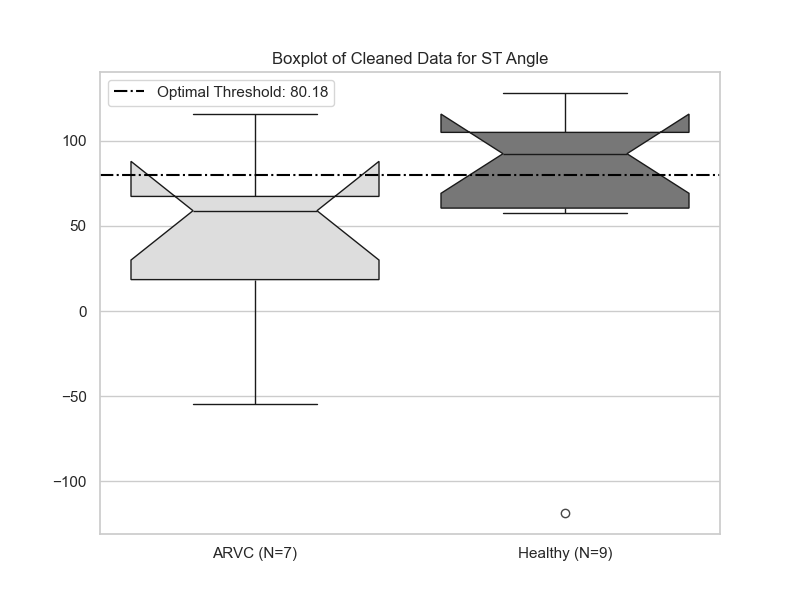 Boxplot of Cleaned Data for ST Angle
Optimal Threshold: 80.18
100
50
0
−50
−100
ARVC (N=7)
Healthy (N=9)